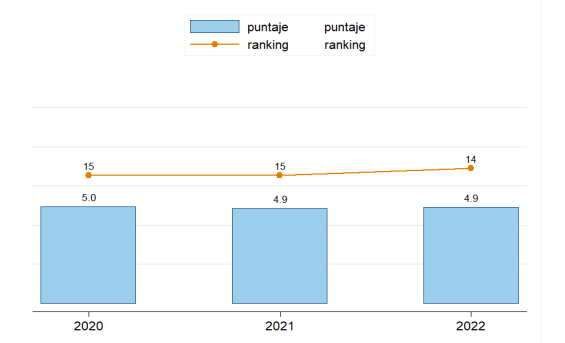 puntaje puntaje
ranking ranking
15 15 14
5.0 4.9 4.9
2020 2021 2022